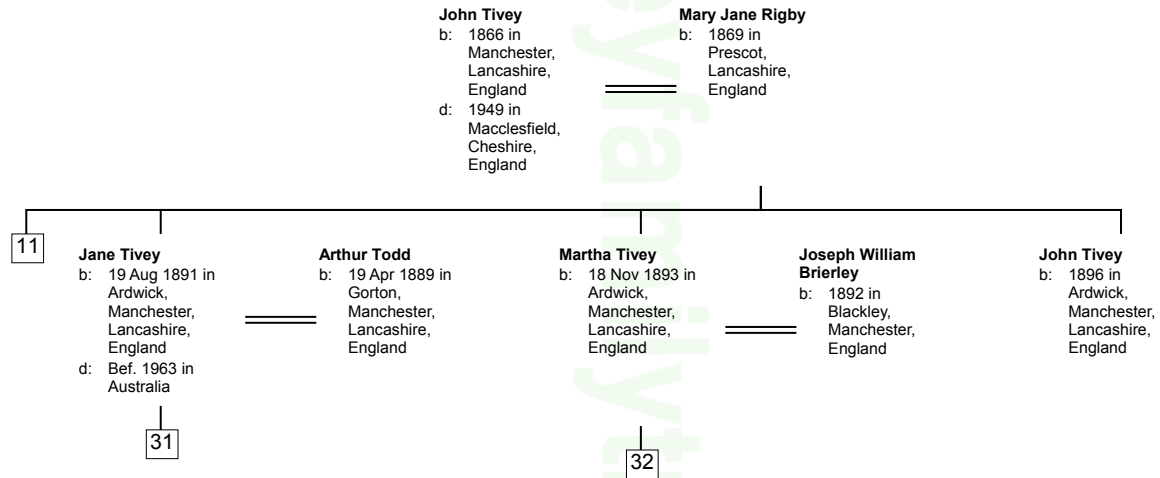 John Tivey
b: 1866 in
Manchester,
Lancashire,
England
d: 1949 in
Macclesfield,
Cheshire,
England
Mary Jane Rigby
b: 1869 in
Prescot,
Lancashire,
England
11
Jane Tivey
b: 19 Aug 1891 in
Ardwick,
Manchester,
Lancashire,
England
d: Bef. 1963 in
Australia
31
Arthur Todd
b: 19 Apr 1889 in
Gorton,
Manchester,
Lancashire,
England
Martha Tivey
b: 18 Nov 1893 in
Ardwick,
Manchester,
Lancashire,
England
32
Joseph William
Brierley
b: 1892 in
Blackley,
Manchester,
England
John Tivey
b: 1896 in
Ardwick,
Manchester,
Lancashire,
England
eyfamilyt